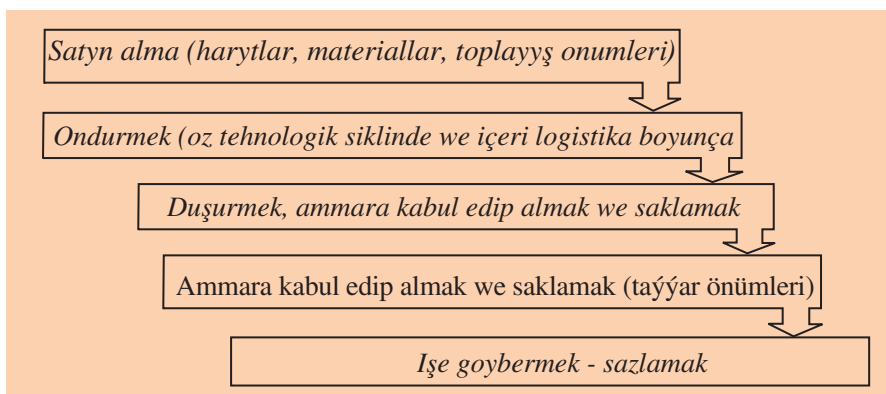 Satyn alma (harytlar, materiallar, toplayyş onumleri)
Ondurmek (oz tehnologik siklinde we içeri logistika boyunça
Duşurmek, ammara kabul edip almak we saklamak
Ammara kabul edip almak we saklamak (taýýar önümleri)
Işe goybermek - sazlamak